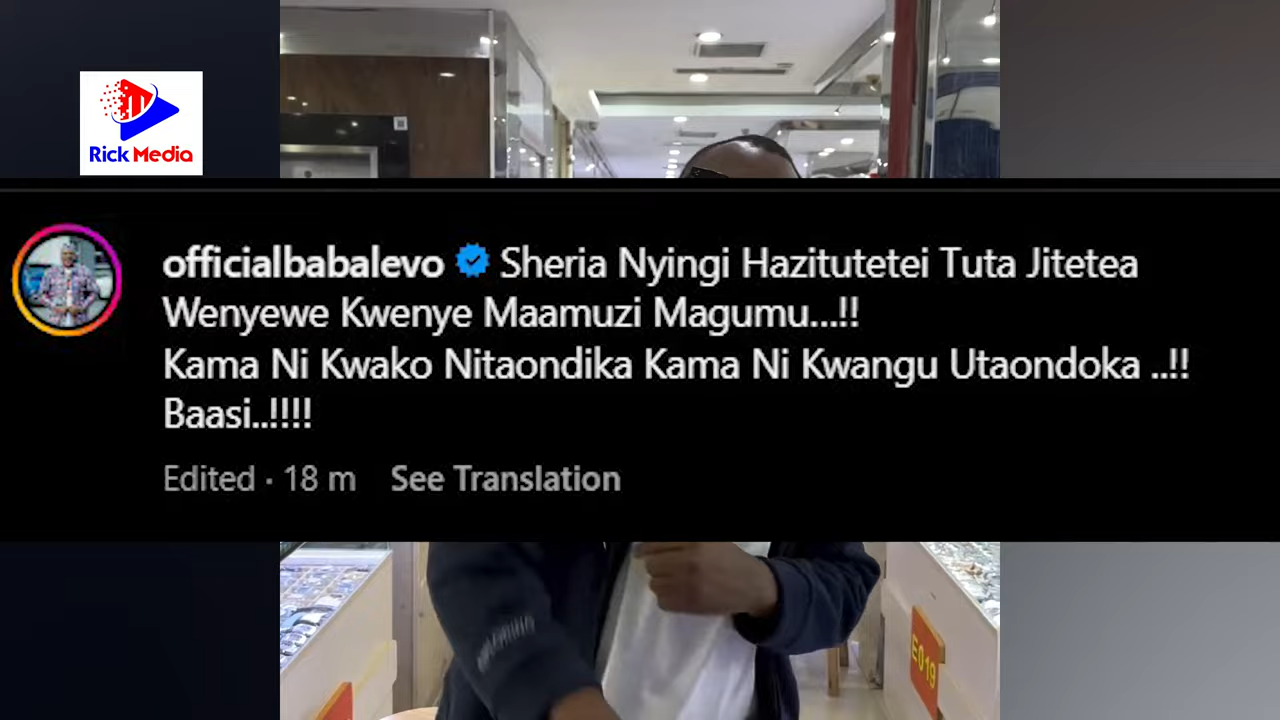 Rick Media
officialbabalevo Sheria Nyingi Hazitutetei Tuta Jitetea
Wenyewe Kwenye Maamuzi Magumu...!!
Kama Ni Kwako Nitaondika Kama Ni Kwangu Utaondoka ..!!
Baasi..!!!!
Edited · 18 m See Translation
E019